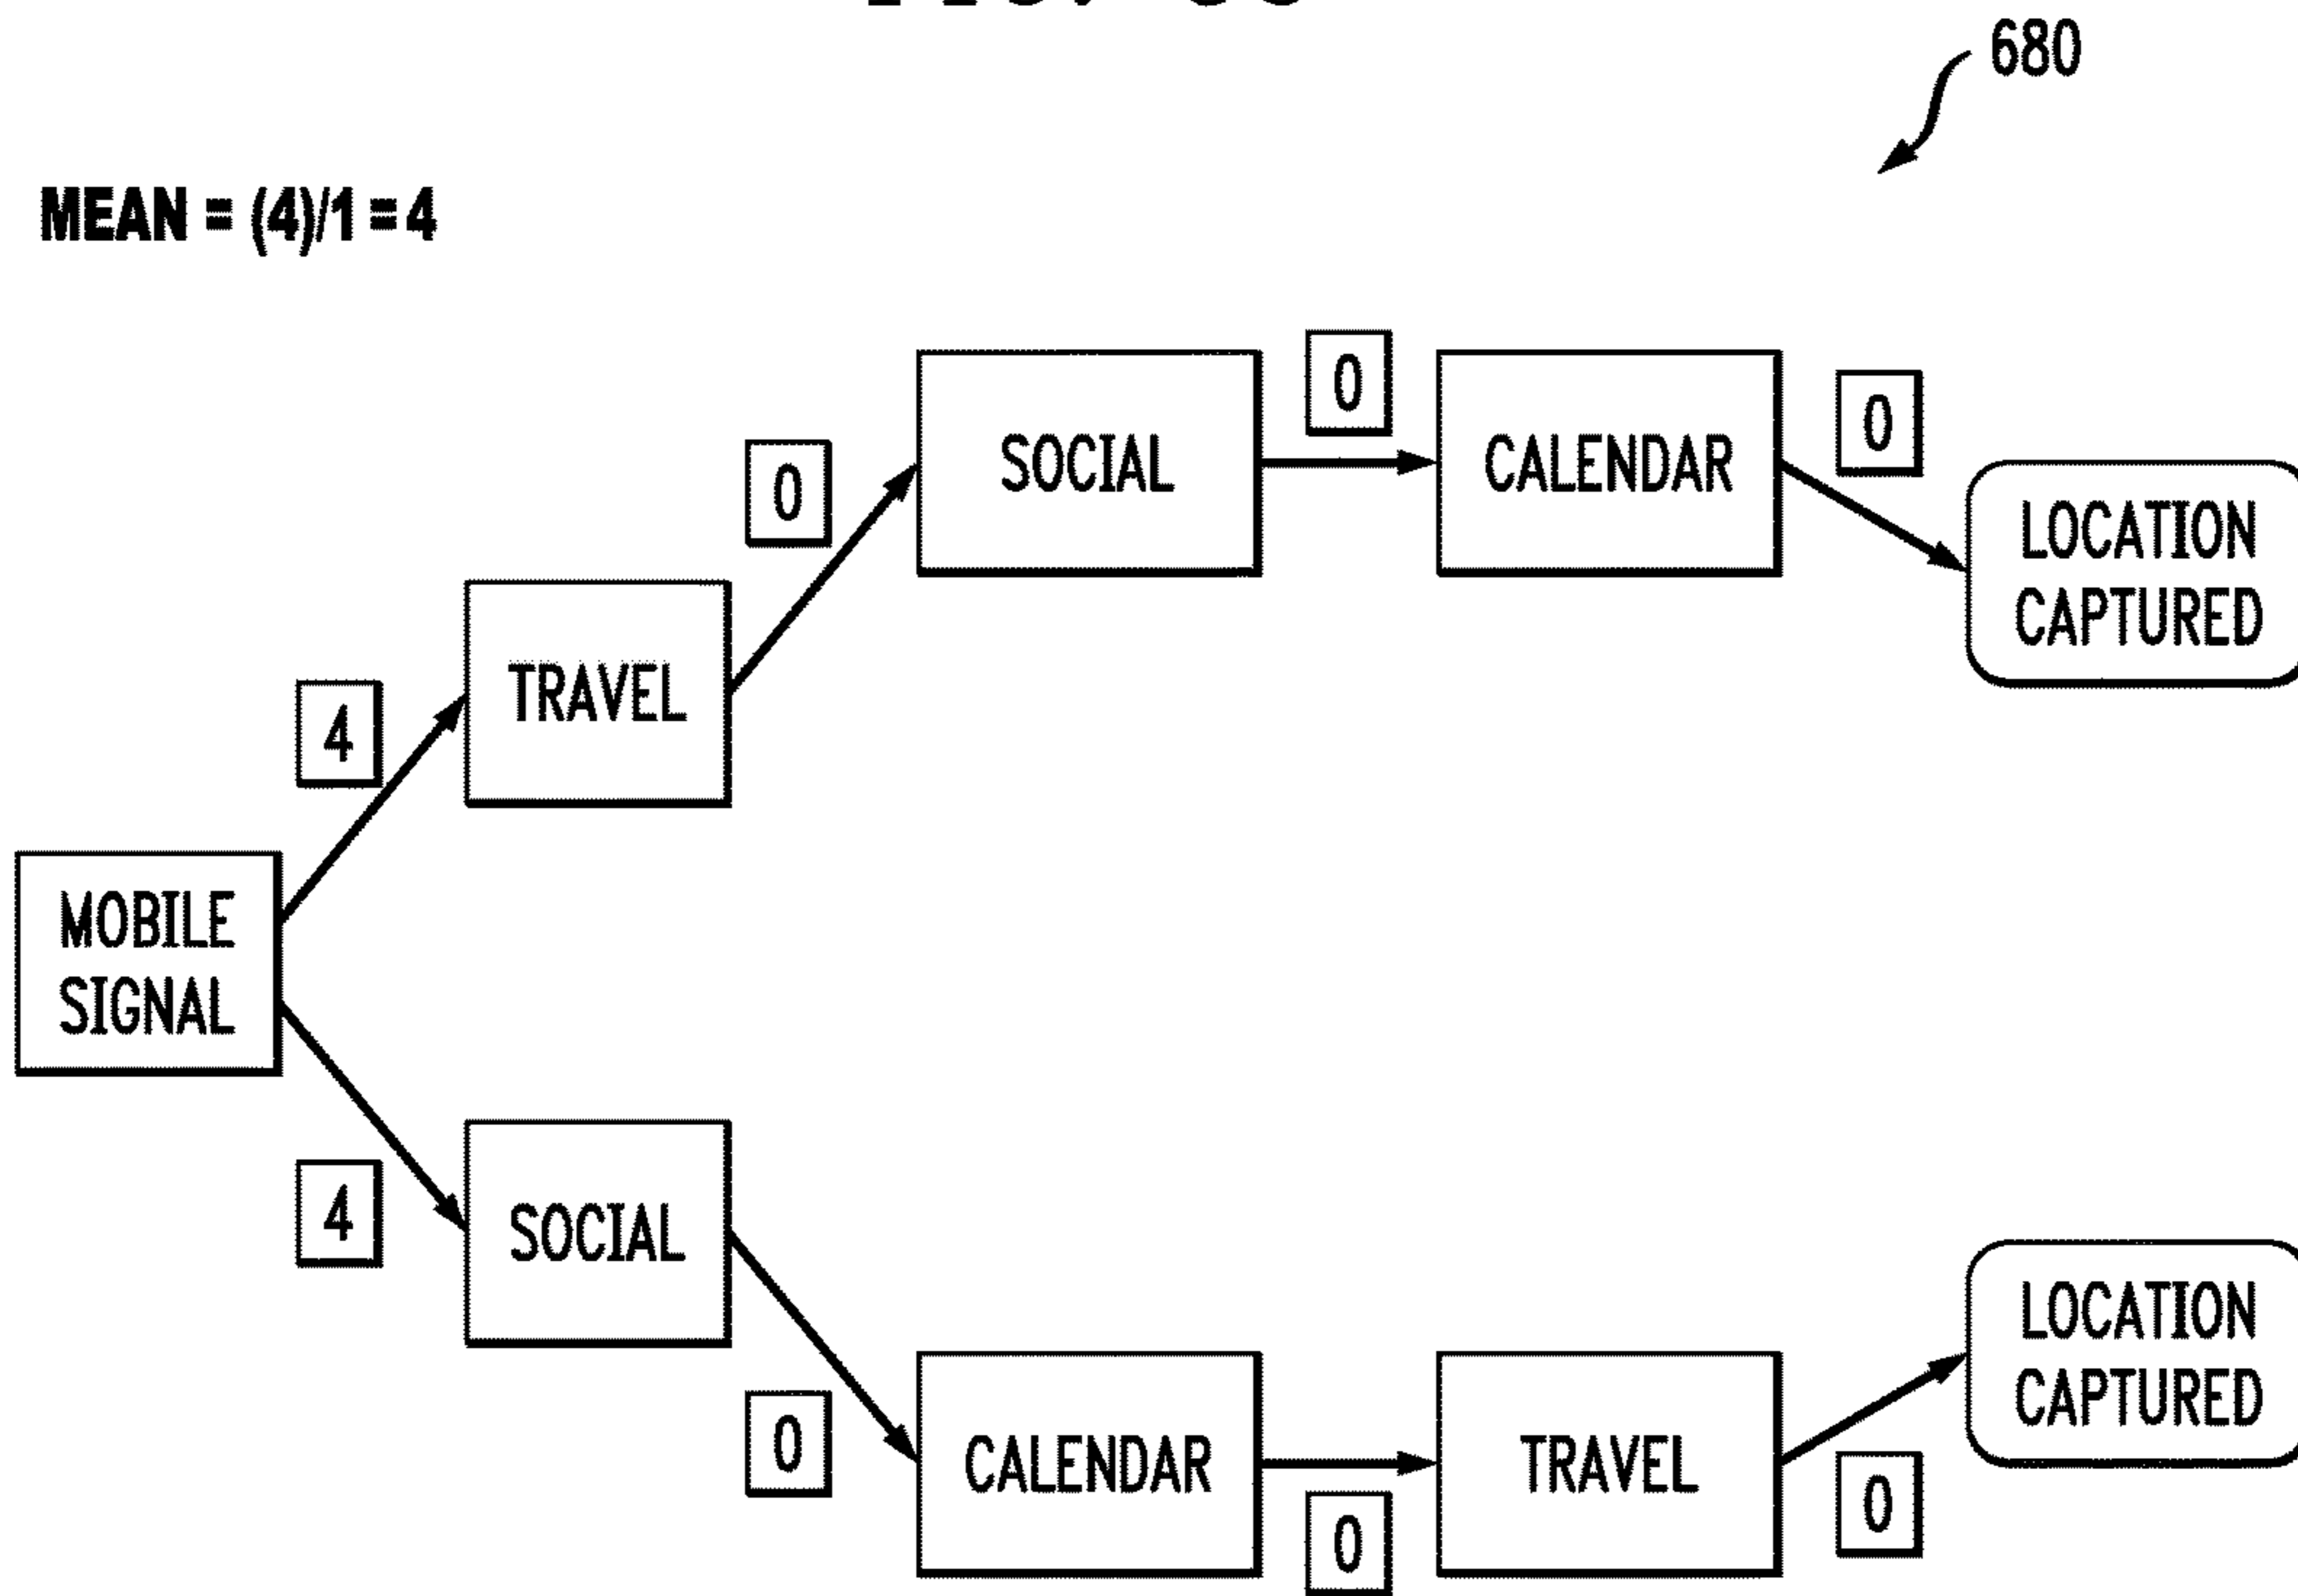 680
MEAN = (4)/1 = 4
0
0
SOCIAL
CALENDAR
0
LOCATION
CAPTURED
TRAVEL
4
MOBILE
SIGNAL
4
SOCIAL
LOCATION
CAPTURED
0
CALENDAR
TRAVEL
0
0